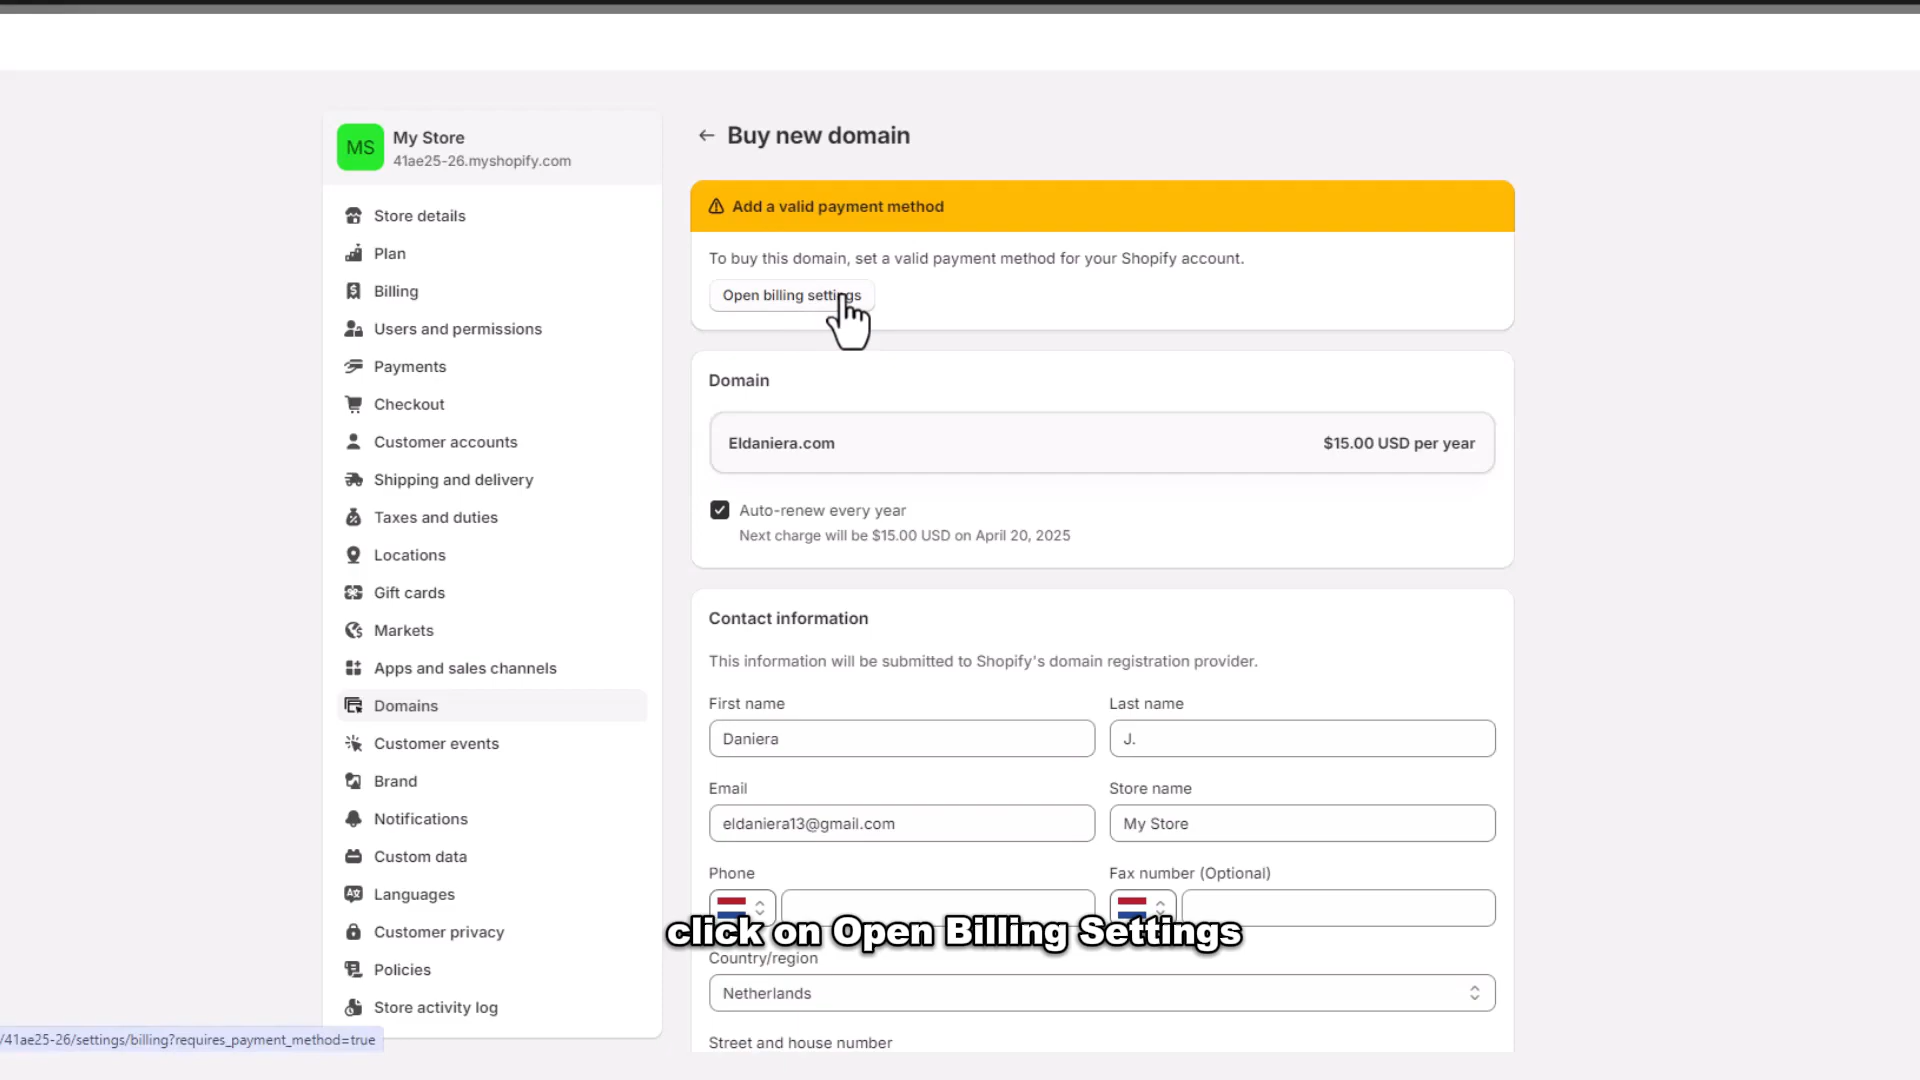 MS
My Store
41ae25-26.myshopify.com
Store details
Plan
Billing
Users and permissions
Payments
Checkout
Customer accounts
Shipping and delivery
Taxes and duties
Locations
Gift cards
Markets
Apps and sales channels
Domains
Customer events
Brand
Notifications
Custom data
Languages
Customer privacy
Policies
Store activity log
/41ae25-26/settings/billing?requires_payment_method=true
Buy new domain
Add a valid payment method
To buy this domain, set a valid payment method for your Shopify account.
Open billing settings
Domain
Eldaniera.com $15.00 USD per year
Auto-renew every year
Next charge will be $15.00 USD on April 20, 2025
Contact information
This information will be submitted to Shopify's domain registration provider.
First name Last name
Daniera J.
Email Store name
eldaniera13@gmail.com My Store
Phone Fax number (Optional)
click on Open Billing Settings
Country/region
Netherlands
Street and house number